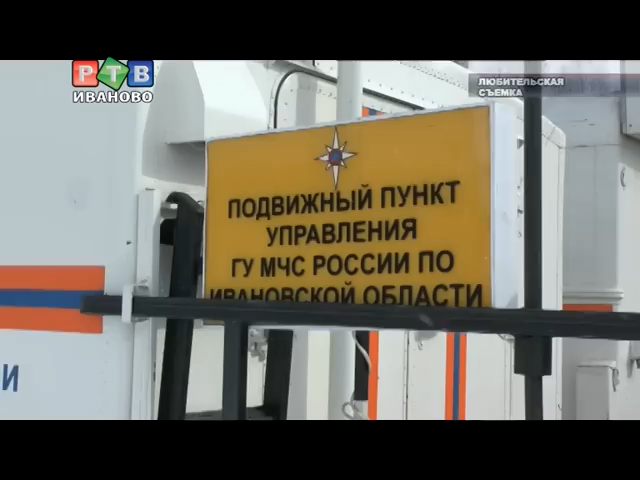 РТВ
ИВАНОВО
ЛЮБИТЕЛЬСКАЯ
СЪЕМКА
ПОДВИЖНЫЙ ПУНКТ
УПРАВЛЕНИЯ
ГУ МЧС РОССИИ ПО
ИВАНОВСКОЙ ОБЛАСТИ
И